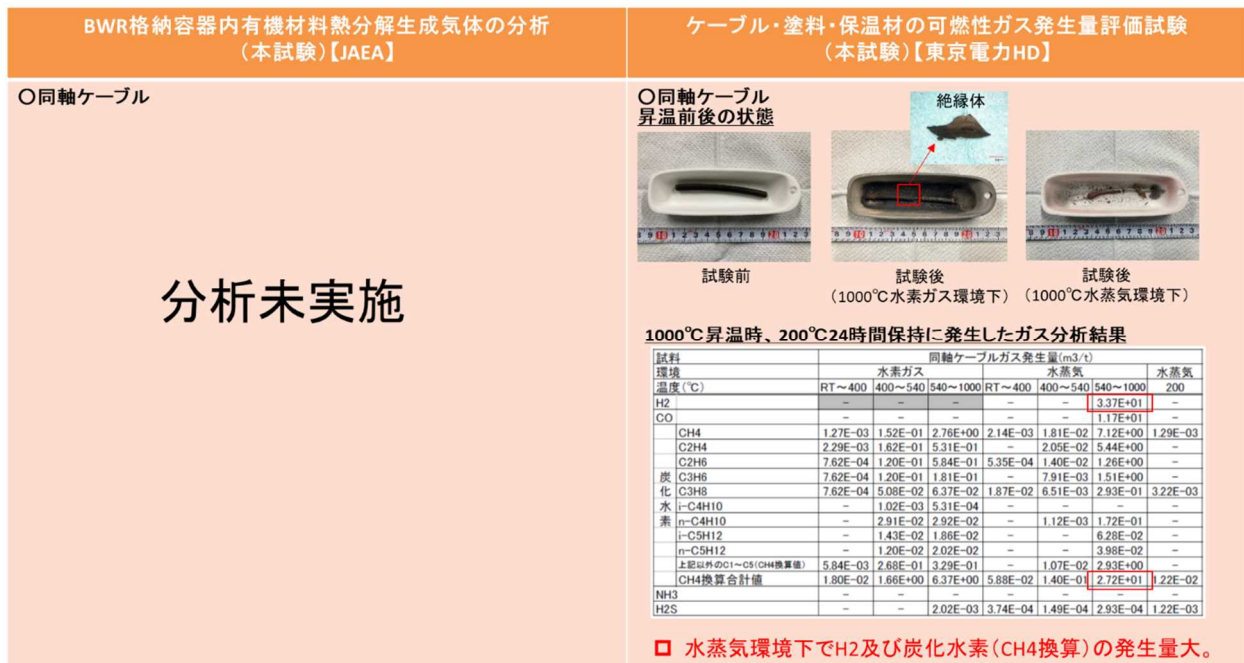 BWR格納容器内有機材料熱分解生成気体の分析
（本試験）【JAEA】
ケーブル・塗料・保温材の可燃性ガス発生量評価試験
（本試験）【東京電力HD】
〇同軸ケーブル
分析未実施
〇同軸ケーブル
昇温前後の状態
絶縁体
試験前
試験後
（1000℃水素ガス環境下）
試験後
（1000℃水蒸気環境下）
1000℃昇温時、200℃24時間保持に発生したガス分析結果
試料 同軸ケーブルガス発生量(m3/t)
環境 水素ガス 水蒸気 水蒸気
温度(℃) RT～400 400～540 540～1000 RT～400 400～540 540～1000 200
H2 － － － － － 3.37E+01 －
CO － － － － － 1.17E+01 －
炭化水素
CH4 1.27E-03 1.52E-01 2.76E+00 2.14E-03 1.81E-02 7.12E+00 1.29E-03
C2H4 2.29E-03 1.62E-01 5.31E-01 － 2.05E-02 5.44E+00 －
C2H6 7.62E-04 1.20E-01 5.84E-01 5.35E-04 1.40E-02 1.26E+00 －
C3H6 7.62E-04 1.20E-01 1.81E-01 － 7.91E-03 1.51E+00 －
C3H8 7.62E-04 5.08E-02 6.37E-02 1.87E-02 6.51E-03 2.93E-01 3.22E-03
i-C4H10 － 1.02E-03 5.31E-04 － － － －
n-C4H10 － 2.91E-02 2.92E-02 － 1.12E-03 1.72E-01 －
i-C5H12 － 1.43E-02 1.86E-02 － － 6.28E-02 －
n-C5H12 － 1.20E-02 2.02E-02 － － 3.98E-02 －
上記以外のC1～C5(CH4換算値) 5.84E-03 2.68E-01 3.29E-01 － 1.07E-02 2.93E+00 －
CH4換算合計値 1.80E-02 1.66E+00 6.37E+00 5.88E-02 1.40E-01 2.72E+01 1.22E-02
NH3 － － － － － － －
H2S － － 2.02E-03 3.74E-04 1.49E-04 2.93E-04 1.22E-03
水蒸気環境下でH2及び炭化水素（CH4換算）の発生量大。